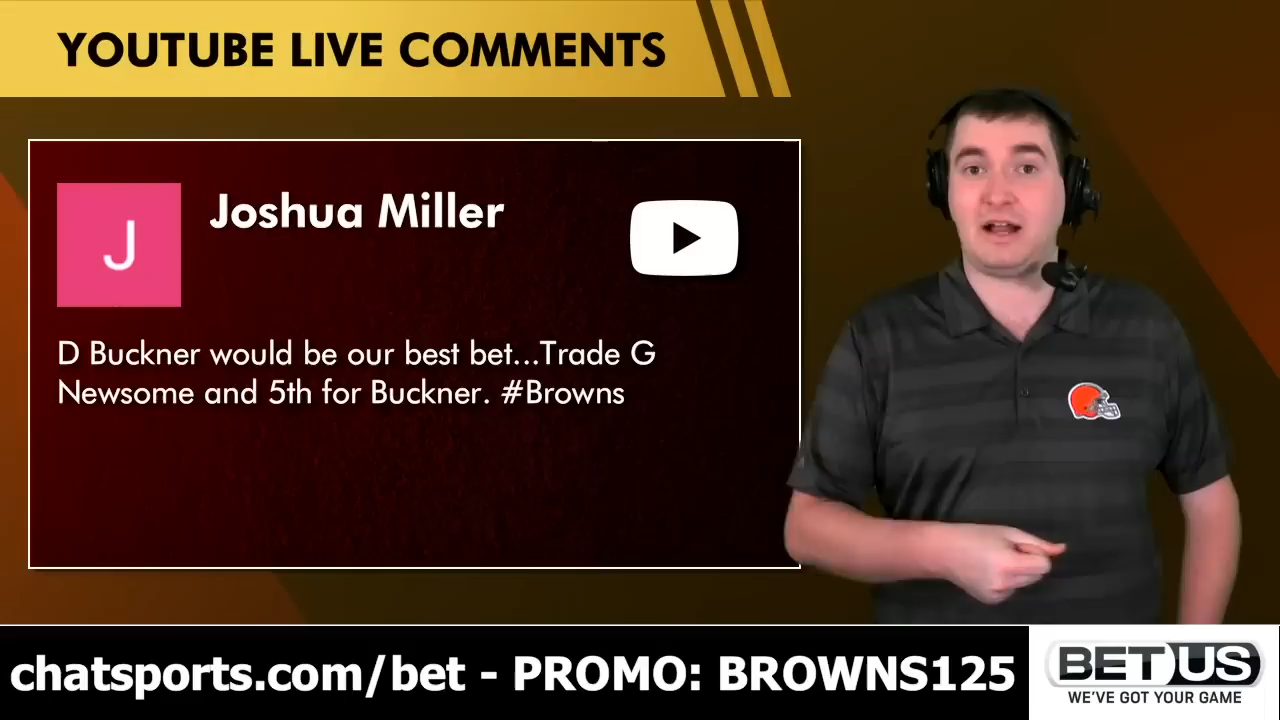 YOUTUBE LIVE COMMENTS
J
Joshua Miller
D Buckner would be our best bet...Trade G
Newsome and 5th for Buckner. #Browns
chatsports.com/bet - PROMO: BROWNS125
BETUS
WE'VE GOT YOUR GAME